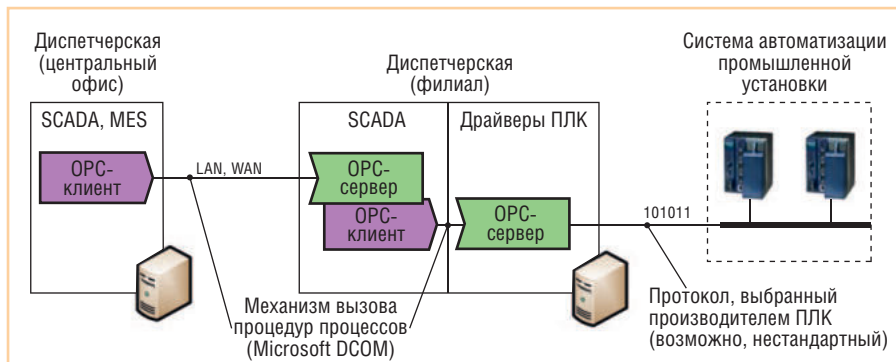 Диспетчерская
(центральный
офис)
SCADA, MES
OPC-
клиент
LAN, WAN
Диспетчерская
(филиал)
SCADA
Драйверы ПЛК
OPC-
сервер
OPC-
клиент
OPC-
сервер
101011
Система автоматизации
промышленной
установки
Механизм вызова
процедур процессов
(Microsoft DCOM)
Протокол, выбранный
производителем ПЛК
(возможно, нестандартный)